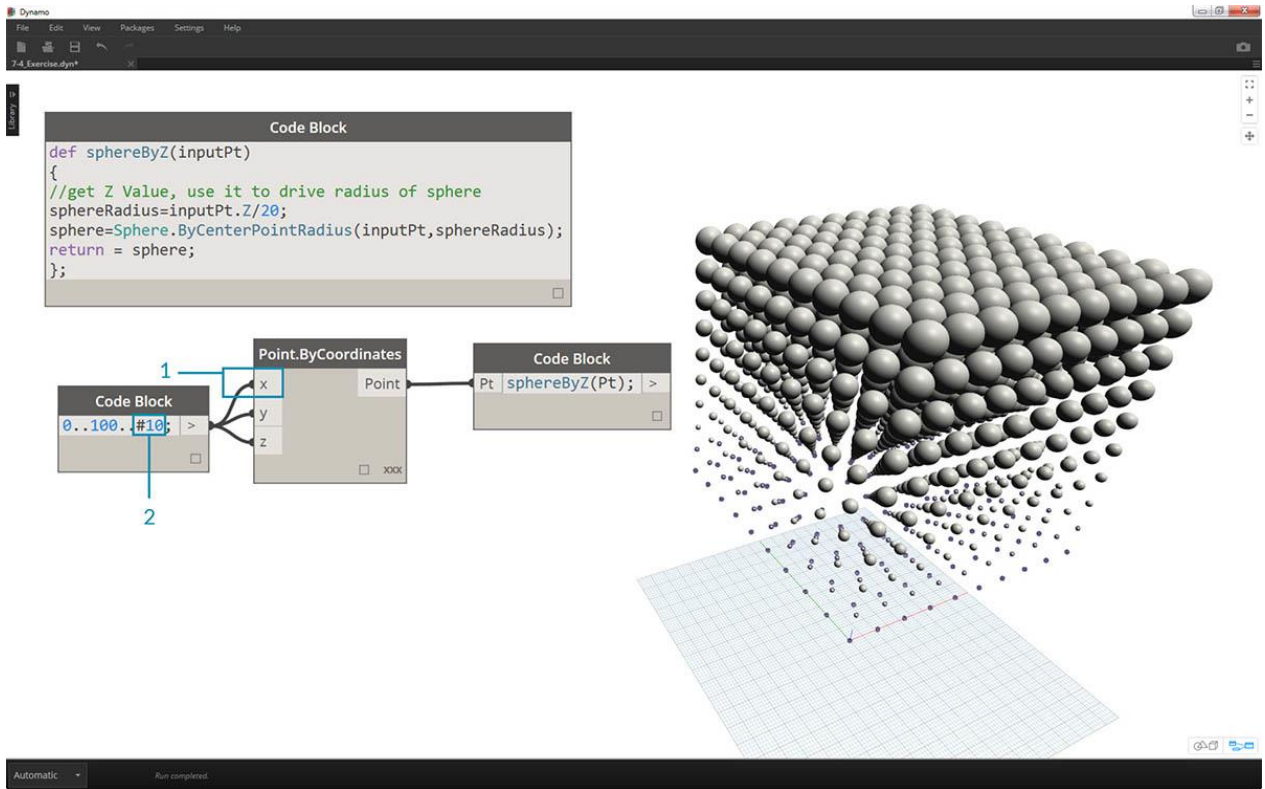 Dynamo
File Edit View Packages Settings Help
7-4_Exercise.dyn*
Library
Code Block
def sphereByZ(inputPt)
{
//get Z Value, use it to drive radius of sphere
sphereRadius=inputPt.Z/20;
sphere=Sphere.ByCenterPointRadius(inputPt,sphereRadius);
return = sphere;
};
1
Code Block
0..100..#10; >
2
Point.ByCoordinates
x Point
y
z
xxx
Code Block
Pt sphereByZ(Pt); >
Automatic
Run completed.